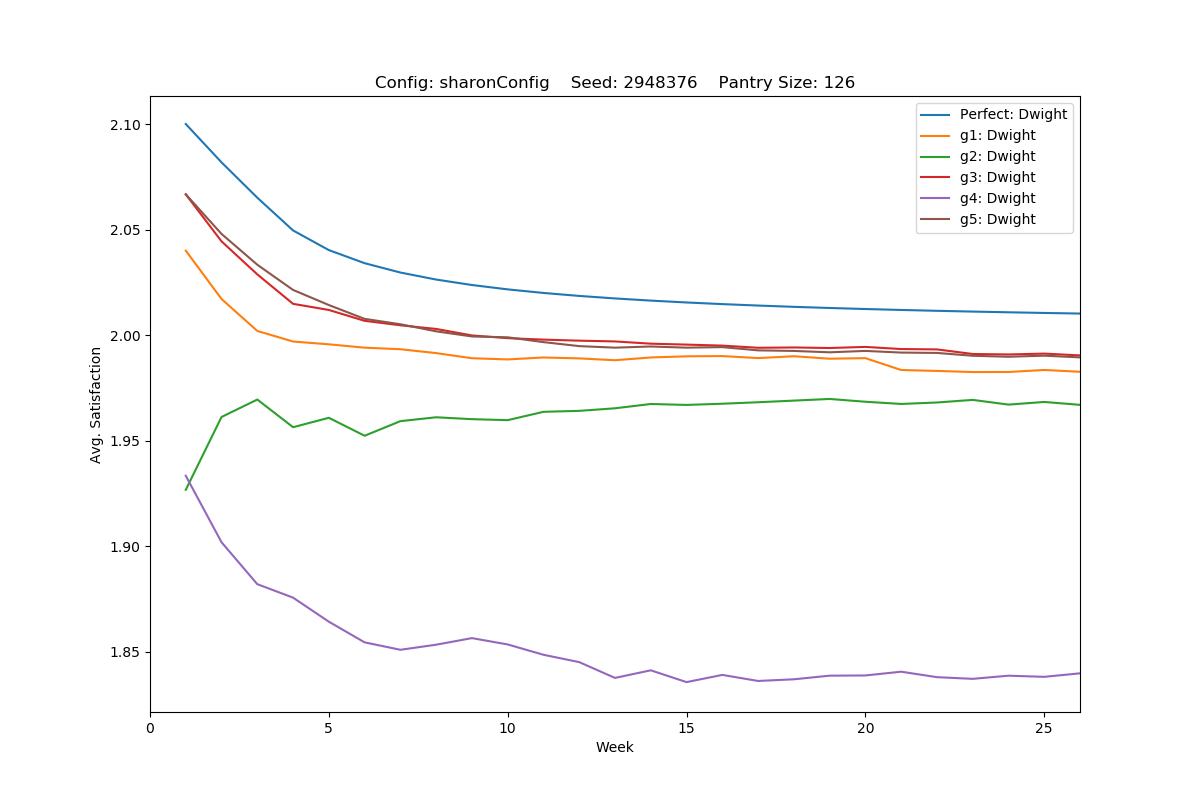 Config: sharonConfig    Seed: 2948376    Pantry Size: 126
Perfect: Dwight
g1: Dwight
g2: Dwight
g3: Dwight
g4: Dwight
g5: Dwight
2.10
2.05
2.00
1.95
1.90
1.85
Avg. Satisfaction
0 5 10 15 20 25
Week